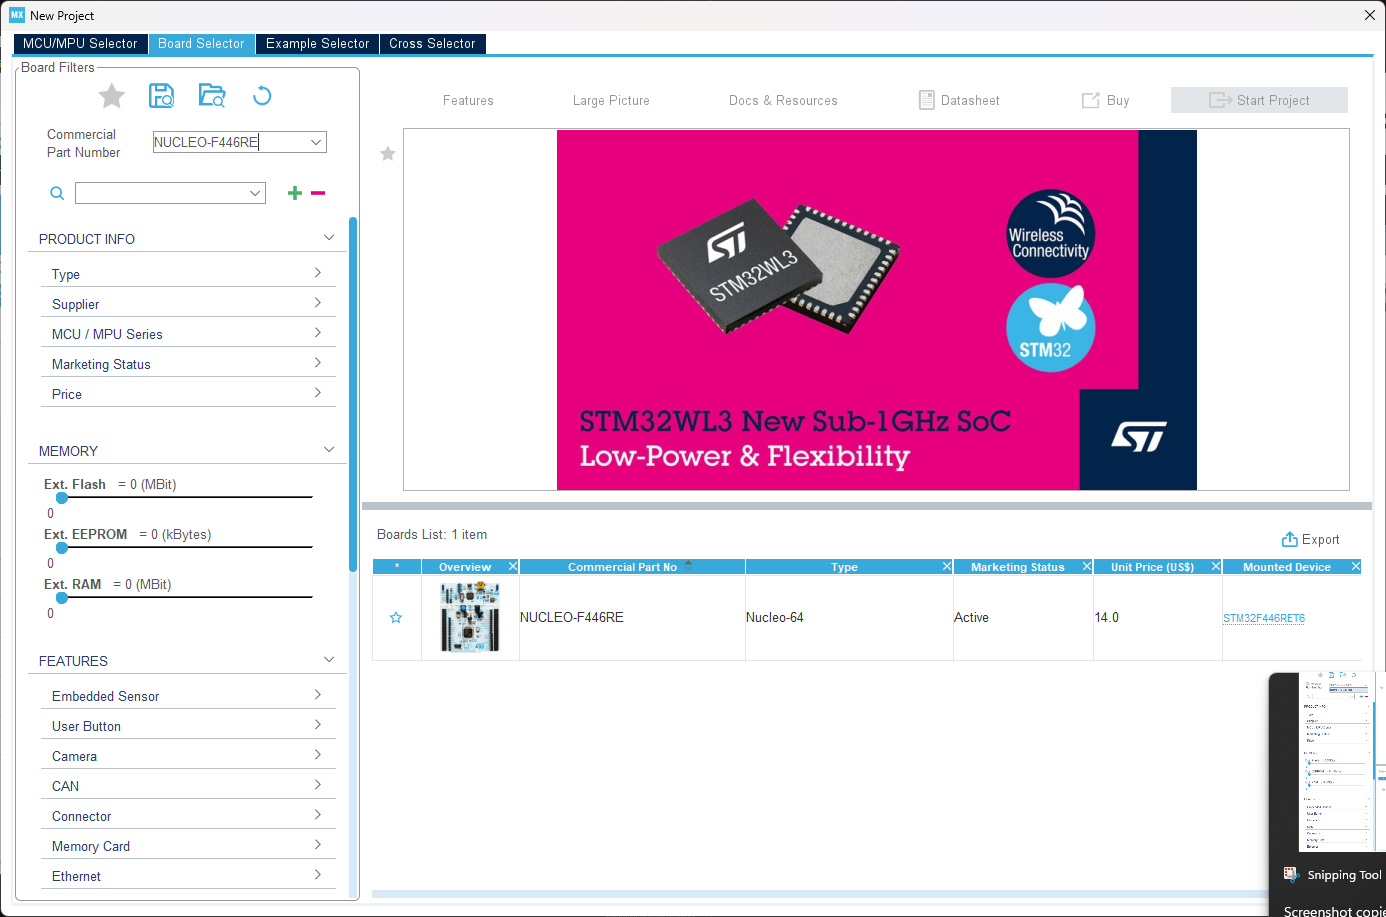 MX New Project
MCU/MPU Selector Board Selector Example Selector Cross Selector
Board Filters
Commercial
Part Number
NUCLEO-F446RE
PRODUCT INFO
Type
Supplier
MCU / MPU Series
Marketing Status
Price
MEMORY
Ext. Flash = 0 (MBit)
0
Ext. EEPROM = 0 (kBytes)
0
Ext. RAM = 0 (MBit)
0
FEATURES
Embedded Sensor
User Button
Camera
CAN
Connector
Memory Card
Ethernet
Features Large Picture Docs & Resources Datasheet Buy Start Project
ST
STM32WL3
Wireless
Connectivity
STM32
STM32WL3 New Sub-1GHz SoC
Low-Power & Flexibility
ST
Boards List: 1 item
Export
* Overview Commercial Part No Type Marketing Status Unit Price (US$) Mounted Device
NUCLEO-F446RE Nucleo-64 Active 14.0 STM32F446RET6
Snipping Tool
Screenshot copie